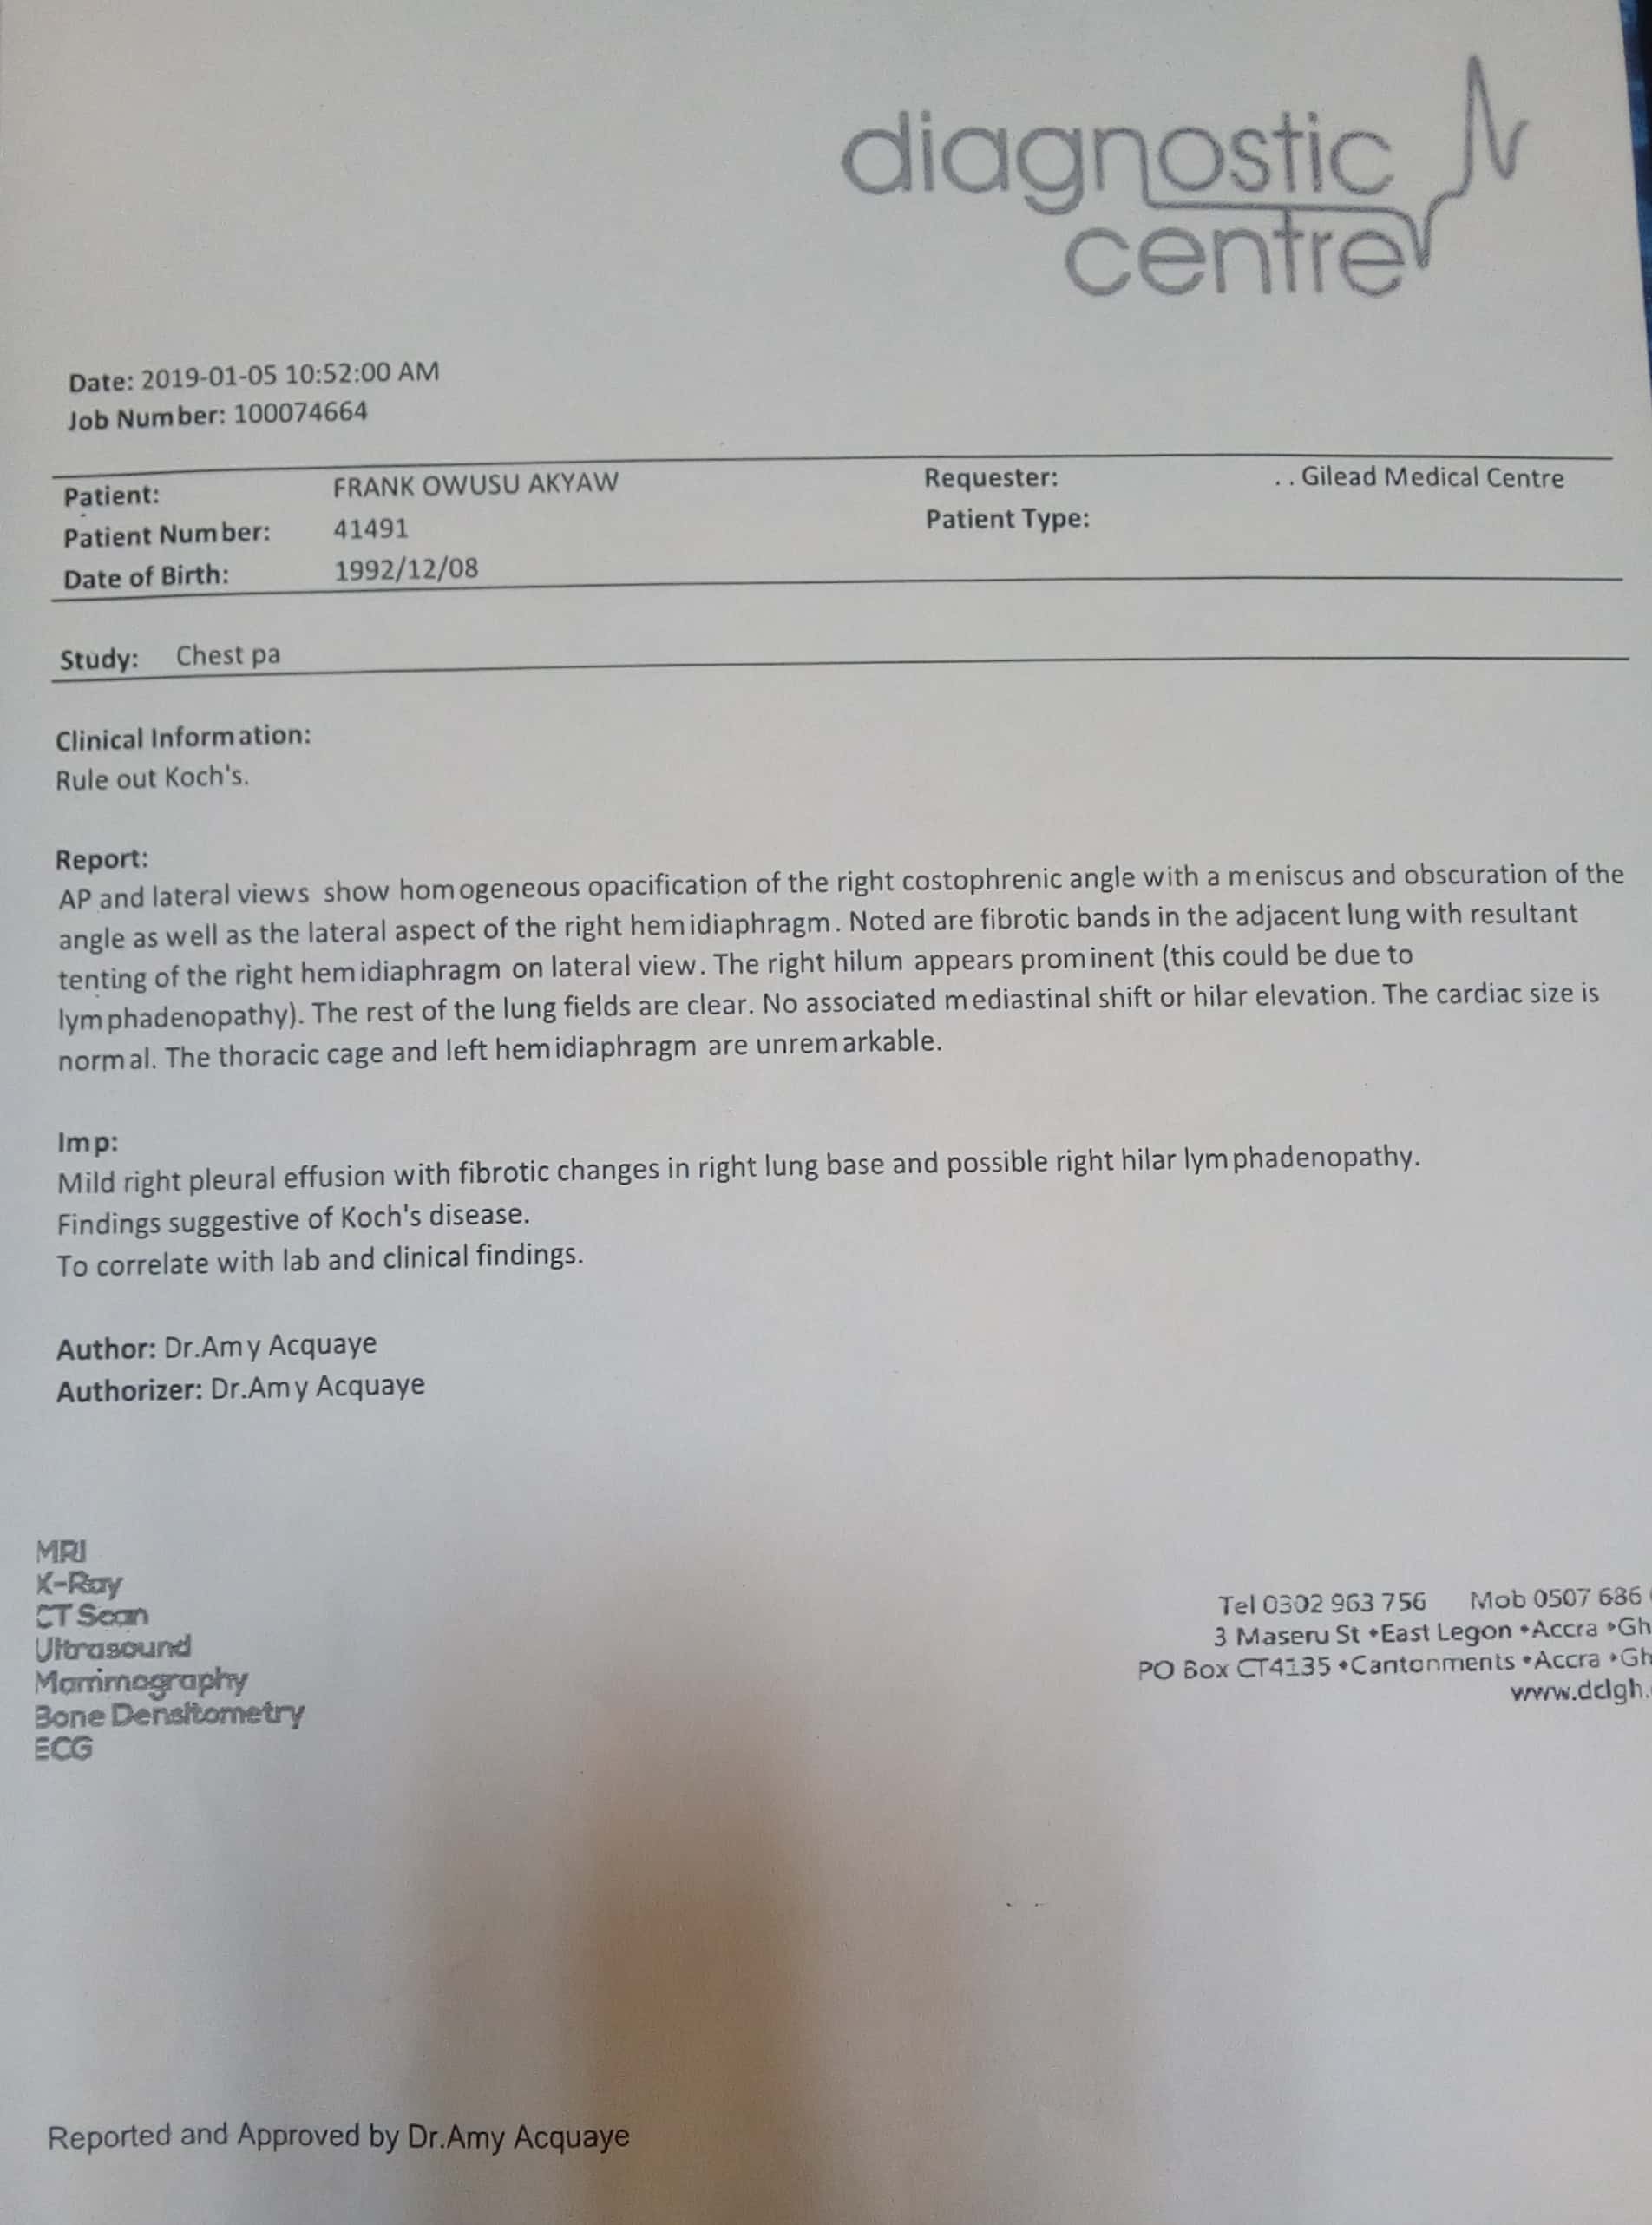 diagnostic
centre
Date: 2019-01-05 10:52:00 AM
Job Number: 100074664
Patient: FRANK OWUSU AKYAW Requester: . . Gilead Medical Centre
Patient Number: 41491 Patient Type:
Date of Birth: 1992/12/08
Study: Chest pa
Clinical Information:
Rule out Koch's.
Report:
AP and lateral views show homogeneous opacification of the right costophrenic angle with a meniscus and obscuration of the
angle as well as the lateral aspect of the right hemidiaphragm. Noted are fibrotic bands in the adjacent lung with resultant
tenting of the right hemidiaphragm on lateral view. The right hilum appears prominent (this could be due to
lymphadenopathy). The rest of the lung fields are clear. No associated mediastinal shift or hilar elevation. The cardiac size is
normal. The thoracic cage and left hemidiaphragm are unremarkable.
Imp:
Mild right pleural effusion with fibrotic changes in right lung base and possible right hilar lymphadenopathy.
Findings suggestive of Koch's disease.
To correlate with lab and clinical findings.
Author: Dr.Amy Acquaye
Authorizer: Dr.Amy Acquaye
MRI
X-Ray
CT Scan
Ultrasound
Mammography
Bone Densitometry
ECG
Tel 0302 963 756 Mob 0507 686
3 Maseru St •East Legon •Accra •Gh
PO Box CT4135 •Cantonments •Accra •Gh
www.dclgh.
Reported and Approved by Dr.Amy Acquaye